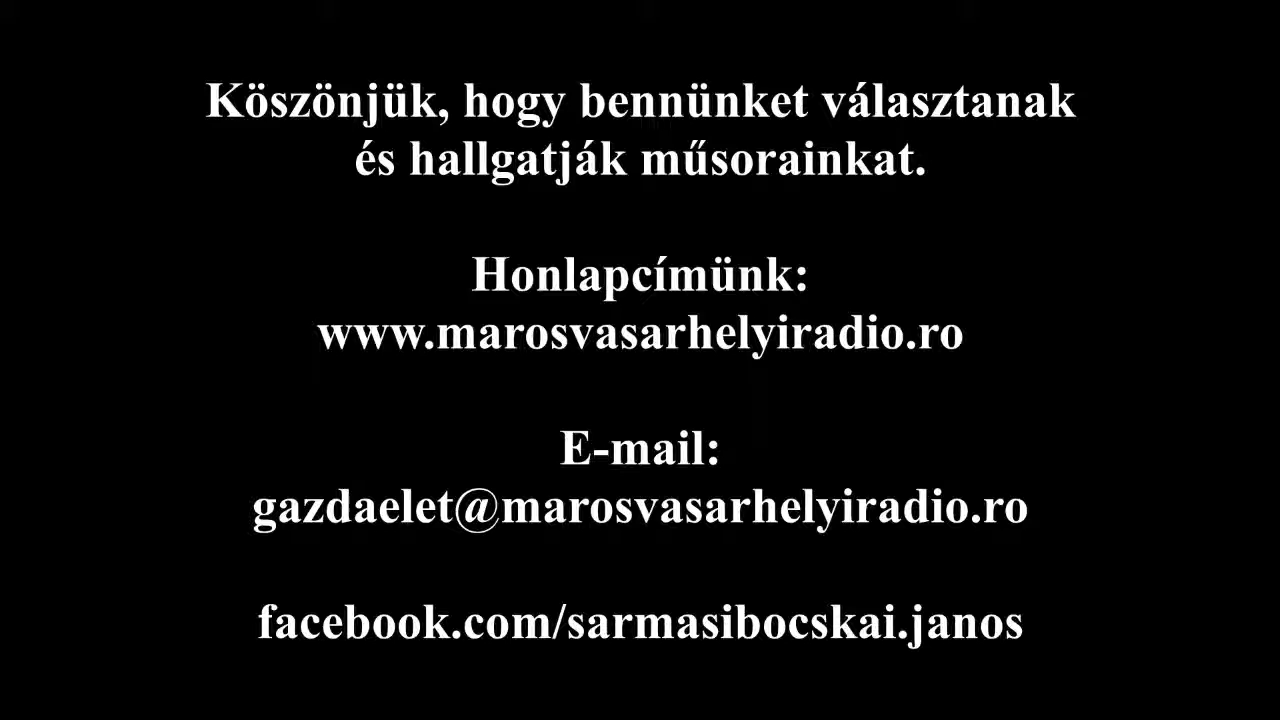 Köszönjük, hogy bennünket választanak
és hallgatják műsorainkat.
Honlapcímünk:
www.marosvasarhelyiradio.ro
E-mail:
gazdaelet@marosvasarhelyiradio.ro
facebook.com/sarmasibocskai.janos